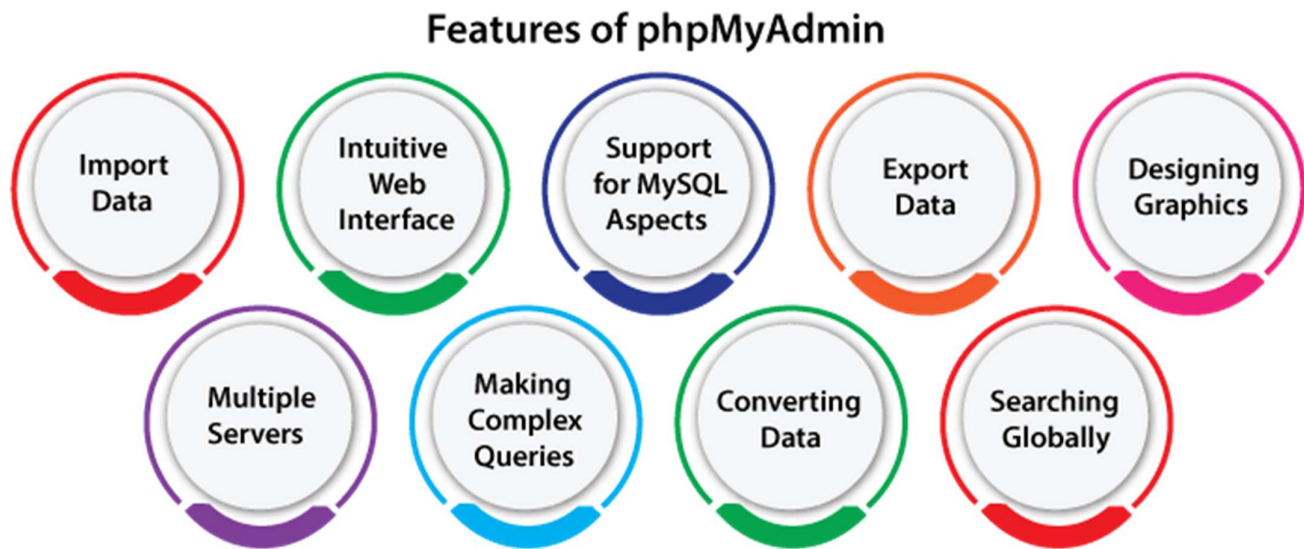 Features of phpMyAdmin
Import
Data
Intuitive
Web
Interface
Support
for MySQL
Aspects
Export
Data
Designing
Graphics
Multiple
Servers
Making
Complex
Queries
Converting
Data
Searching
Globally